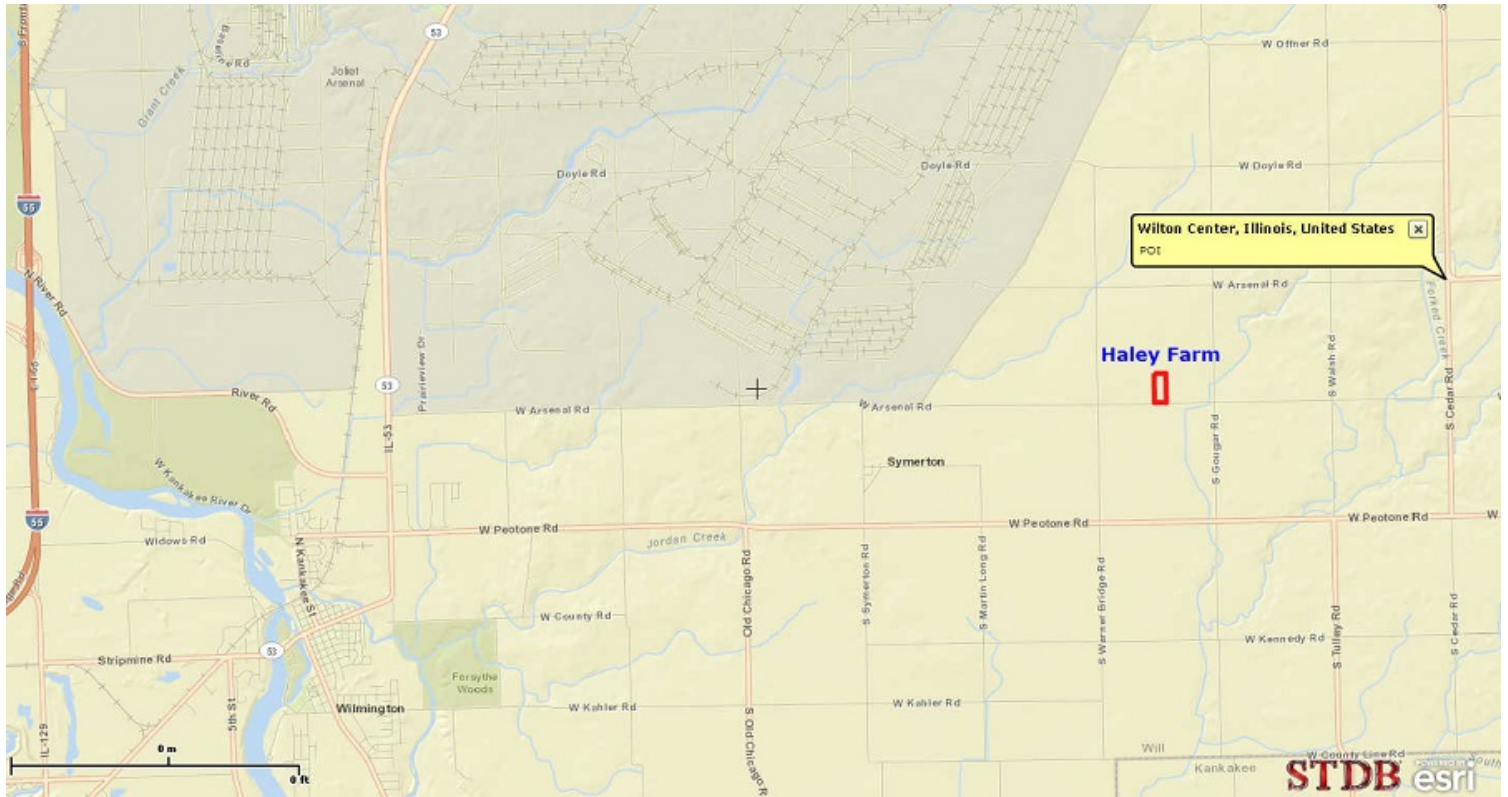 53
W Offner Rd
Joliet
Arsenal
Grant Creek
Doyle Rd
Doyle Rd
W Doyle Rd
55
Wilton Center, Illinois, United States
POI
N River Rd
W Arsenal Rd
Forked Creek
Prairieview Dr
S Walsh Rd
Haley Farm
53
River Rd
I-55
W Arsenal Rd
W Arsenal Rd
S Cedar Rd
IL-53
S Gougar Rd
Symerton
W Kankakee River Dr
55
W Peotone Rd
W Peotone Rd
W Peotone Rd
W
Widows Rd
Jordan Creek
N Kankakee St
Old Chicago Rd
S Symerton Rd
S Martin Long Rd
S Warner Bridge Rd
W County Rd
S Tulley Rd
S Cedar Rd
W Kennedy Rd
53
Stripmine Rd
Forsythe
Woods
Wilmington
W Kahler Rd
W Kahler Rd
5th St
IL-129
S Old Chicago R
0 m
0 ft
Will
Kankakee
W County Line Rd
STDB
POWERED BY
esri